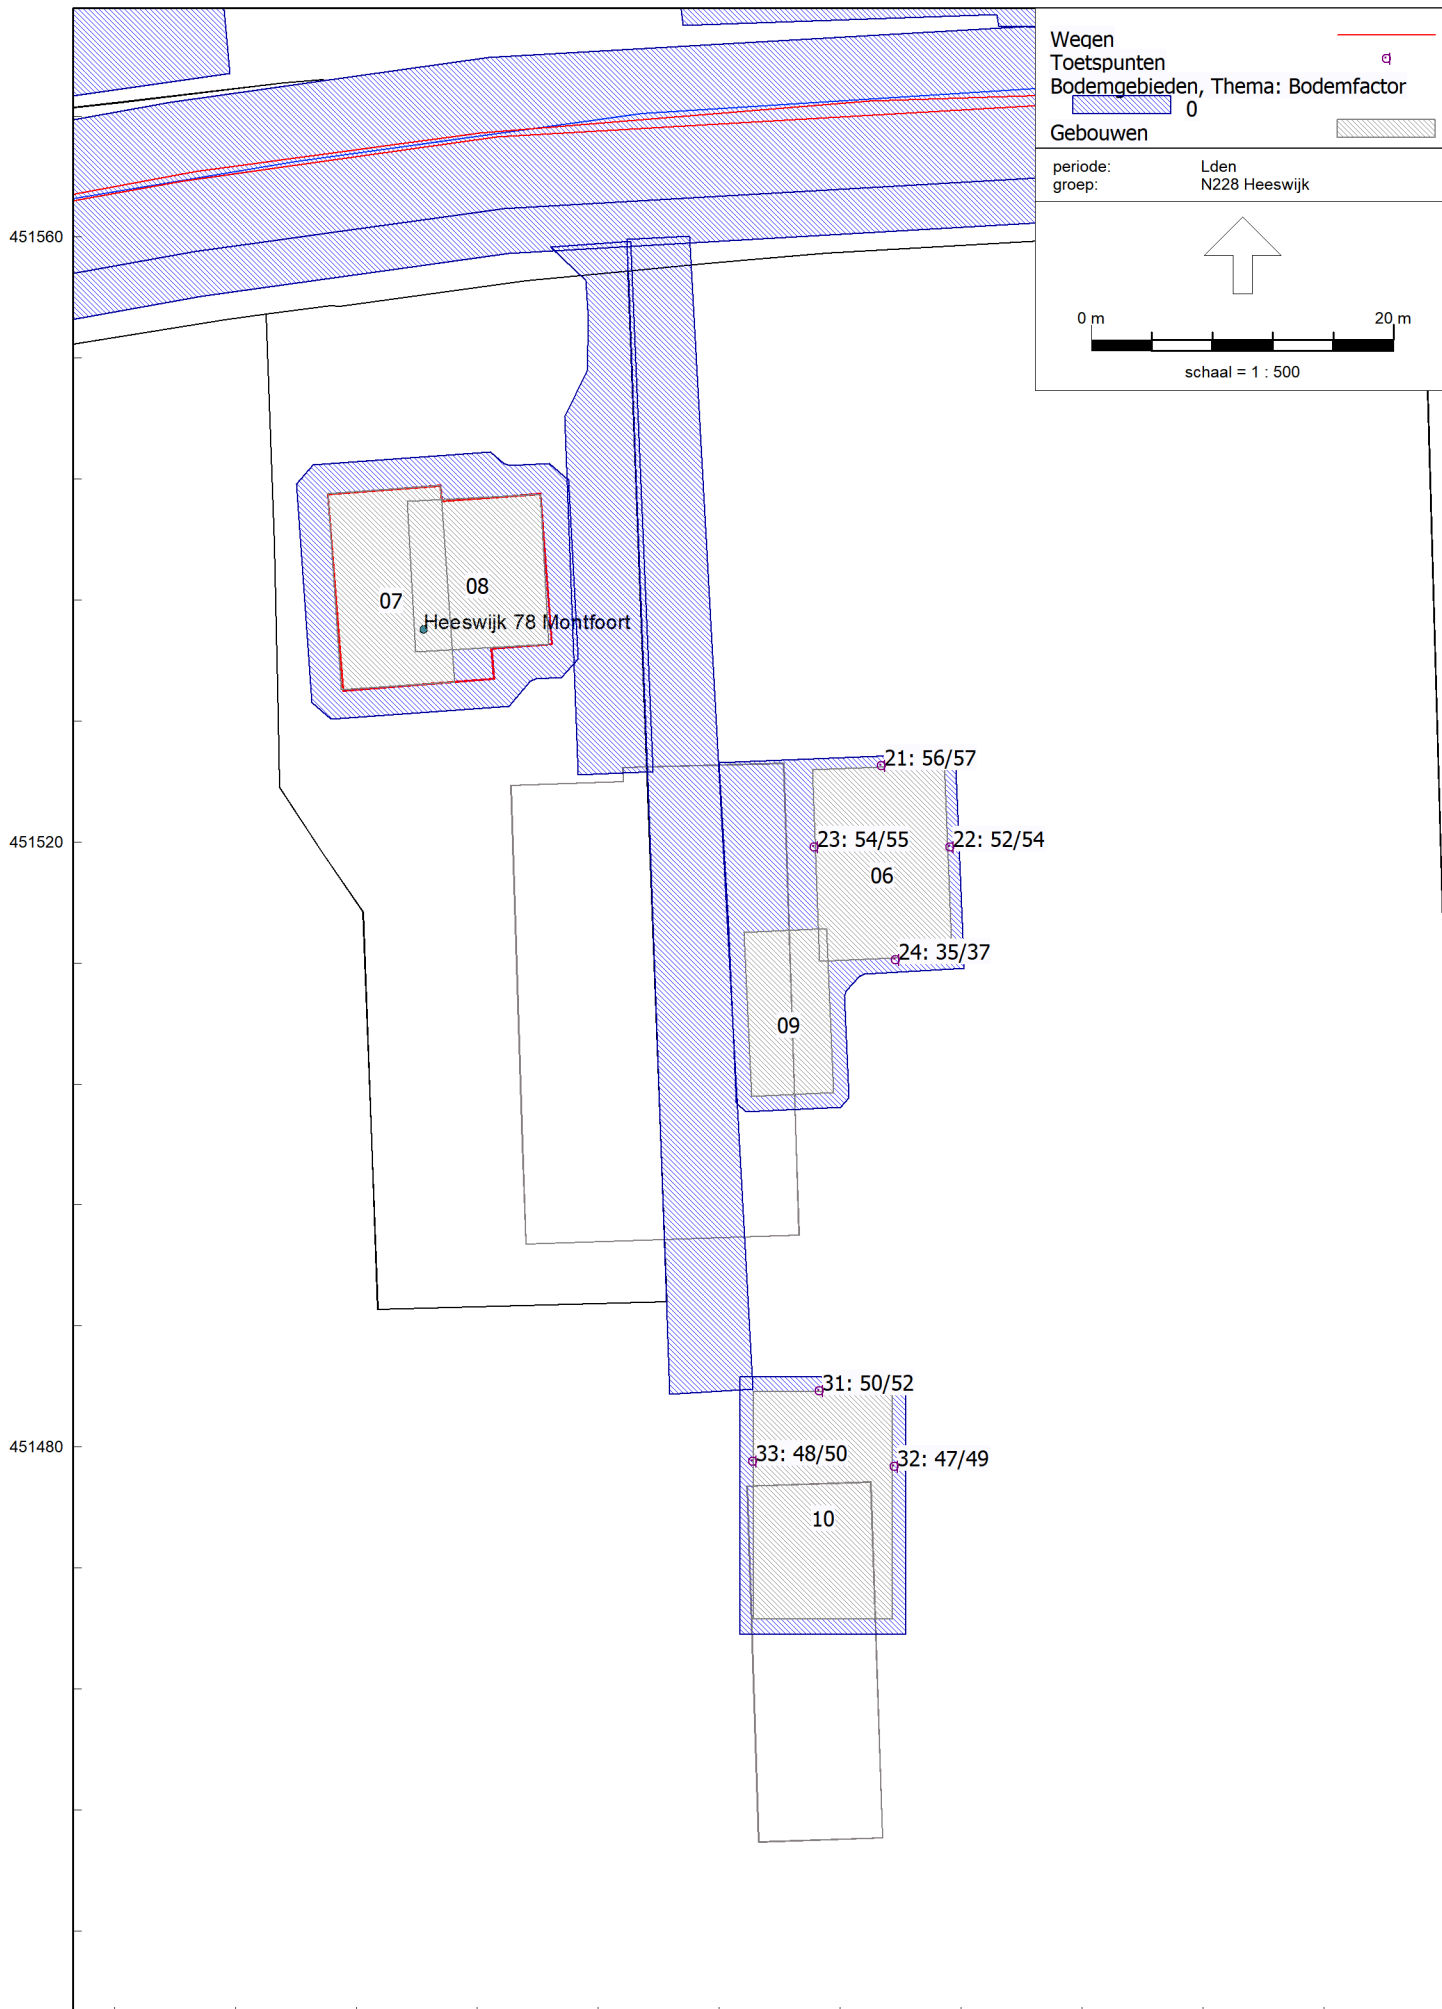 Wegen
Toetspunten
Bodemgebieden, Thema: Bodemfactor
0
Gebouwen
periode: Lden
groep: N228 Heeswijk
0 m 20 m
schaal = 1 : 500
451560
08
07
Heeswijk 78 Montfoort
21: 56/57
451520
23: 54/55
22: 52/54
06
24: 35/37
09
31: 50/52
451480
33: 48/50
32: 47/49
10